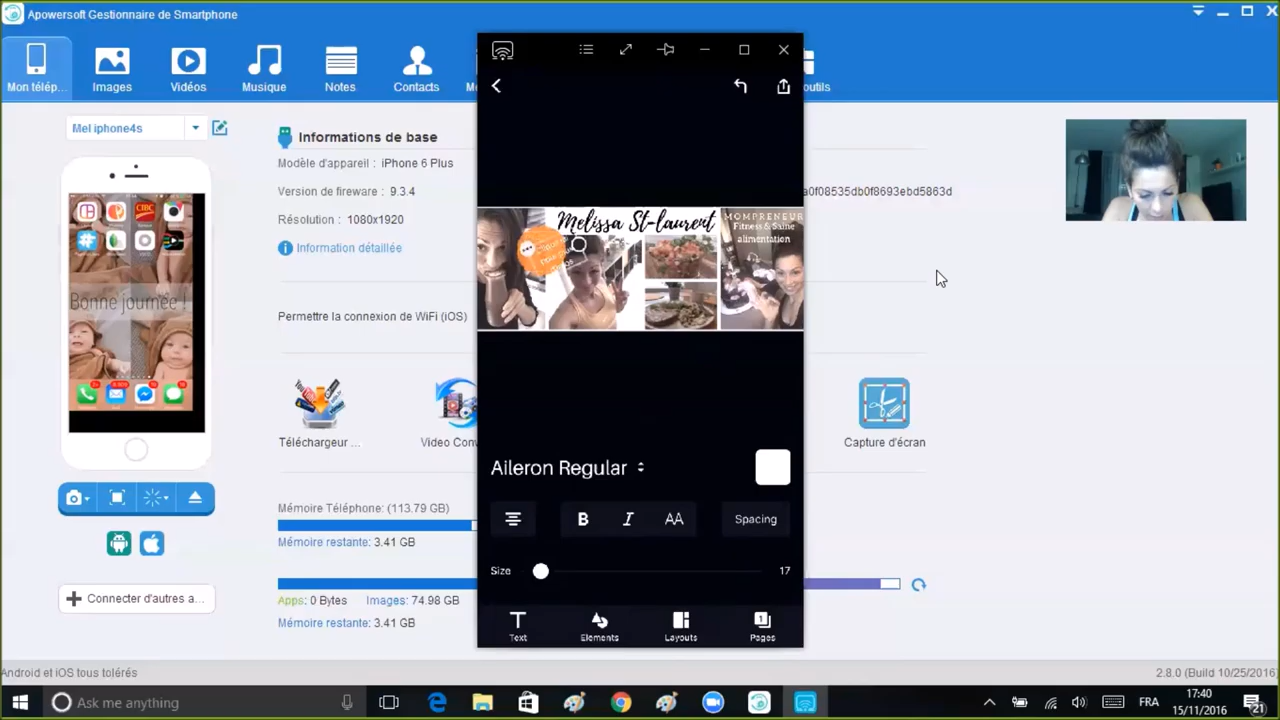 Apowersoft Gestionnaire de Smartphone
Mon télép...
Images
Vidéos
Musique
Notes
Contacts
outils
Mel iphone4s
Informations de base
Modèle d'appareil : iPhone 6 Plus
Version de fireware : 9.3.4
a0f08535db0f8693ebd5863d
Résolution : 1080x1920
Information détaillée
Permettre la connexion de WiFi (iOS)
CIBC
Bonne journée !
Melissa St-laurent
MOMPRENEUR
Fitness & Saine
alimentation
Téléchargeur ...
Video Conv
Capture d'écran
Aileron Regular
B I AA
Spacing
Size
17
Text
Elements
Layouts
Pages
Mémoire Téléphone: (113.79 GB)
Mémoire restante: 3.41 GB
Apps: 0 Bytes
Images: 74.98 GB
Mémoire restante: 3.41 GB
Connecter d'autres a...
Android et iOS tous tolérés
2.8.0 (Build 10/25/2016)
Ask me anything
FRA
17:40
15/11/2016
21